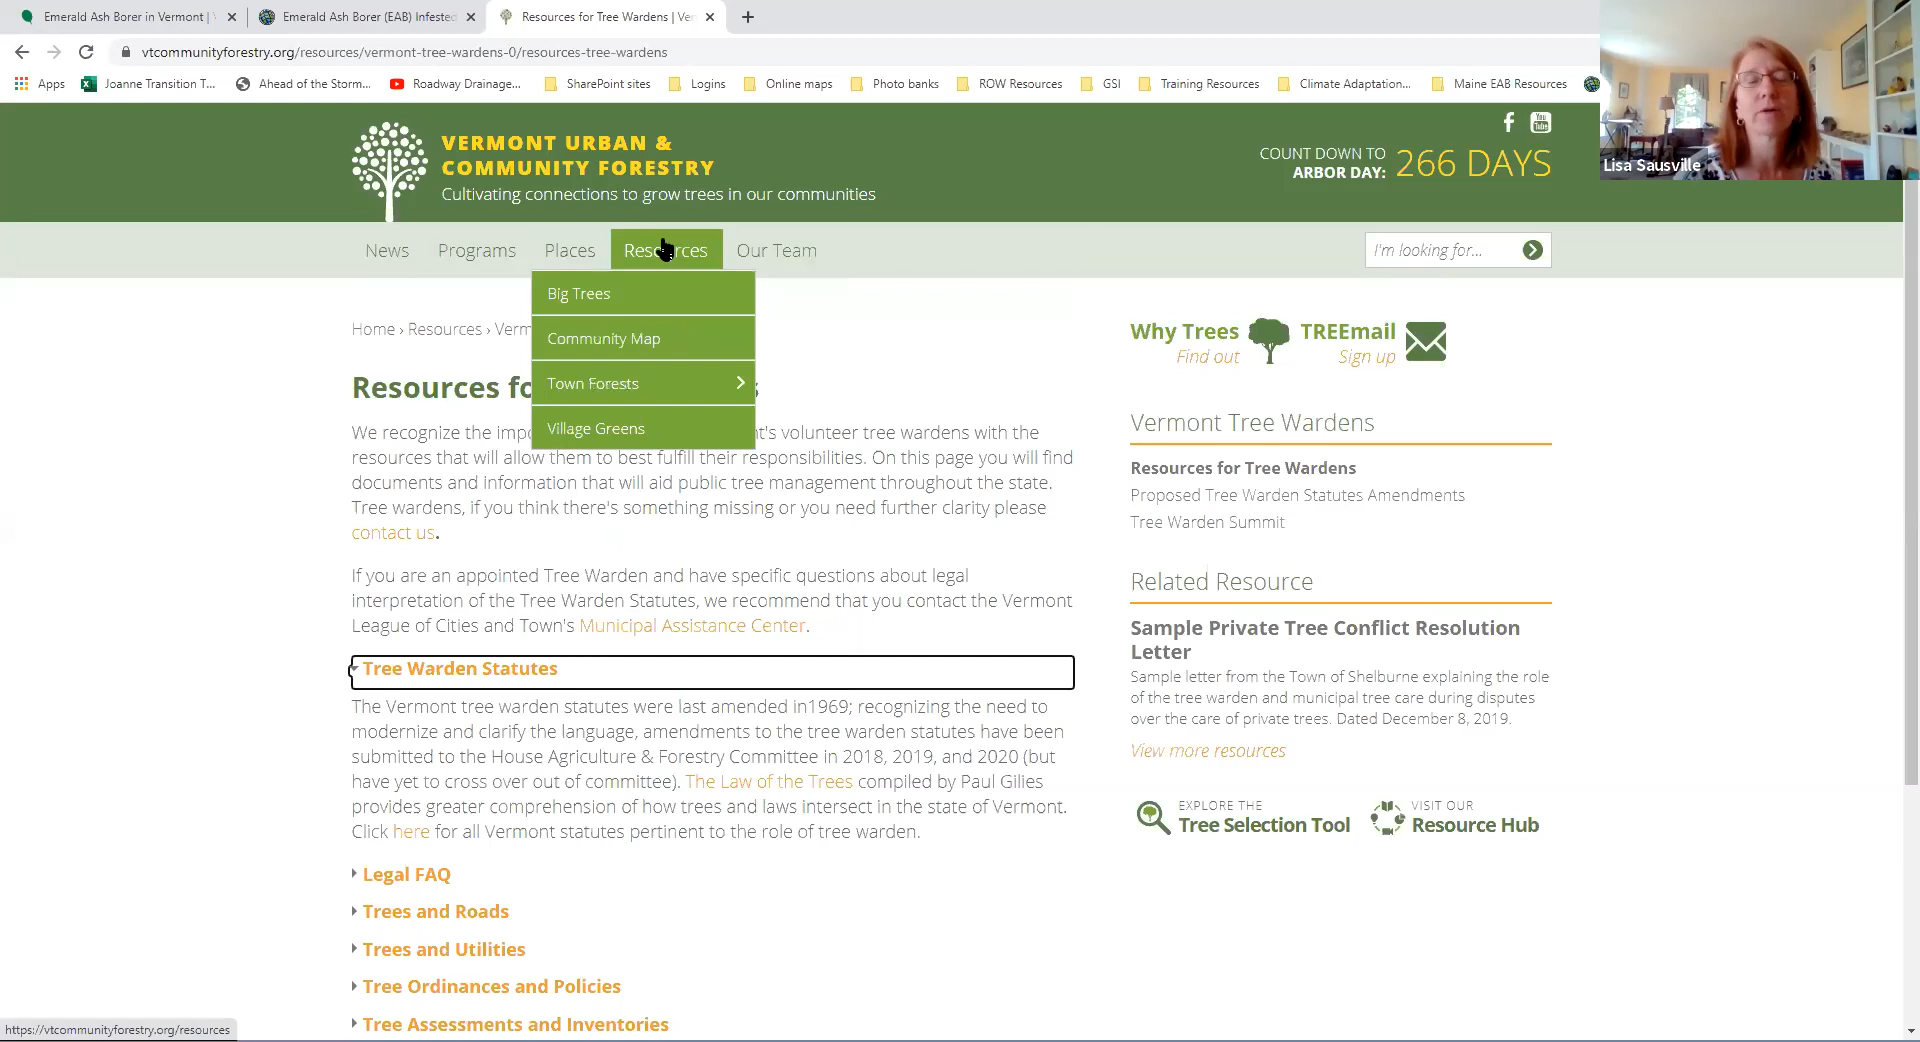 Emerald Ash Borer in Vermont |
Emerald Ash Borer (EAB) Infested
Resources for Tree Wardens | Ver
vtcommunityforestry.org/resources/vermont-tree-wardens-0/resources-tree-wardens
Apps
Joanne Transition T...
Ahead of the Storm...
Roadway Drainage...
SharePoint sites
Logins
Online maps
Photo banks
ROW Resources
GSI
Training Resources
Climate Adaptation...
Maine EAB Resources
Lisa Sausville
VERMONT URBAN &
COMMUNITY FORESTRY
Cultivating connections to grow trees in our communities
You
Tube
COUNT DOWN TO
ARBOR DAY:
266 DAYS
News
Programs
Places
Resources
Our Team
I'm looking for...
Big Trees
Community Map
Town Forests
Village Greens
Home › Resources › Verm
Resources fo
s
We recognize the impo
t's volunteer tree wardens with the
resources that will allow them to best fulfill their responsibilities. On this page you will find
documents and information that will aid public tree management throughout the state.
Tree wardens, if you think there's something missing or you need further clarity please
contact us.
If you are an appointed Tree Warden and have specific questions about legal
interpretation of the Tree Warden Statutes, we recommend that you contact the Vermont
League of Cities and Town's Municipal Assistance Center.
Tree Warden Statutes
The Vermont tree warden statutes were last amended in1969; recognizing the need to
modernize and clarify the language, amendments to the tree warden statutes have been
submitted to the House Agriculture & Forestry Committee in 2018, 2019, and 2020 (but
have yet to cross over out of committee). The Law of the Trees compiled by Paul Gilies
provides greater comprehension of how trees and laws intersect in the state of Vermont.
Click here for all Vermont statutes pertinent to the role of tree warden.
Legal FAQ
Trees and Roads
Trees and Utilities
Tree Ordinances and Policies
Tree Assessments and Inventories
Why Trees
Find out
TREEmail
Sign up
Vermont Tree Wardens
Resources for Tree Wardens
Proposed Tree Warden Statutes Amendments
Tree Warden Summit
Related Resource
Sample Private Tree Conflict Resolution
Letter
Sample letter from the Town of Shelburne explaining the role
of the tree warden and municipal tree care during disputes
over the care of private trees. Dated December 8, 2019.
View more resources
EXPLORE THE
Tree Selection Tool
VISIT OUR
Resource Hub
https://vtcommunityforestry.org/resources